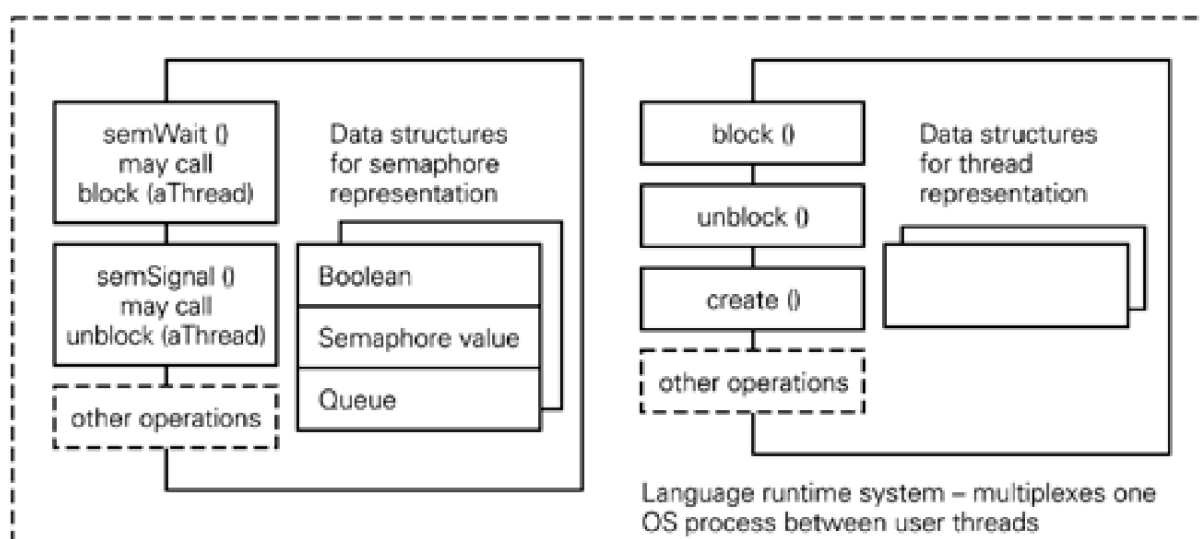 semWait ()
may call
block (aThread)
semSignal ()
may call
unblock (aThread)
other operations
Data structures
for semaphore
representation
Boolean
Semaphore value
Queue
block ()
unblock ()
create ()
other operations
Data structures
for thread
representation
Language runtime system – multiplexes one
OS process between user threads